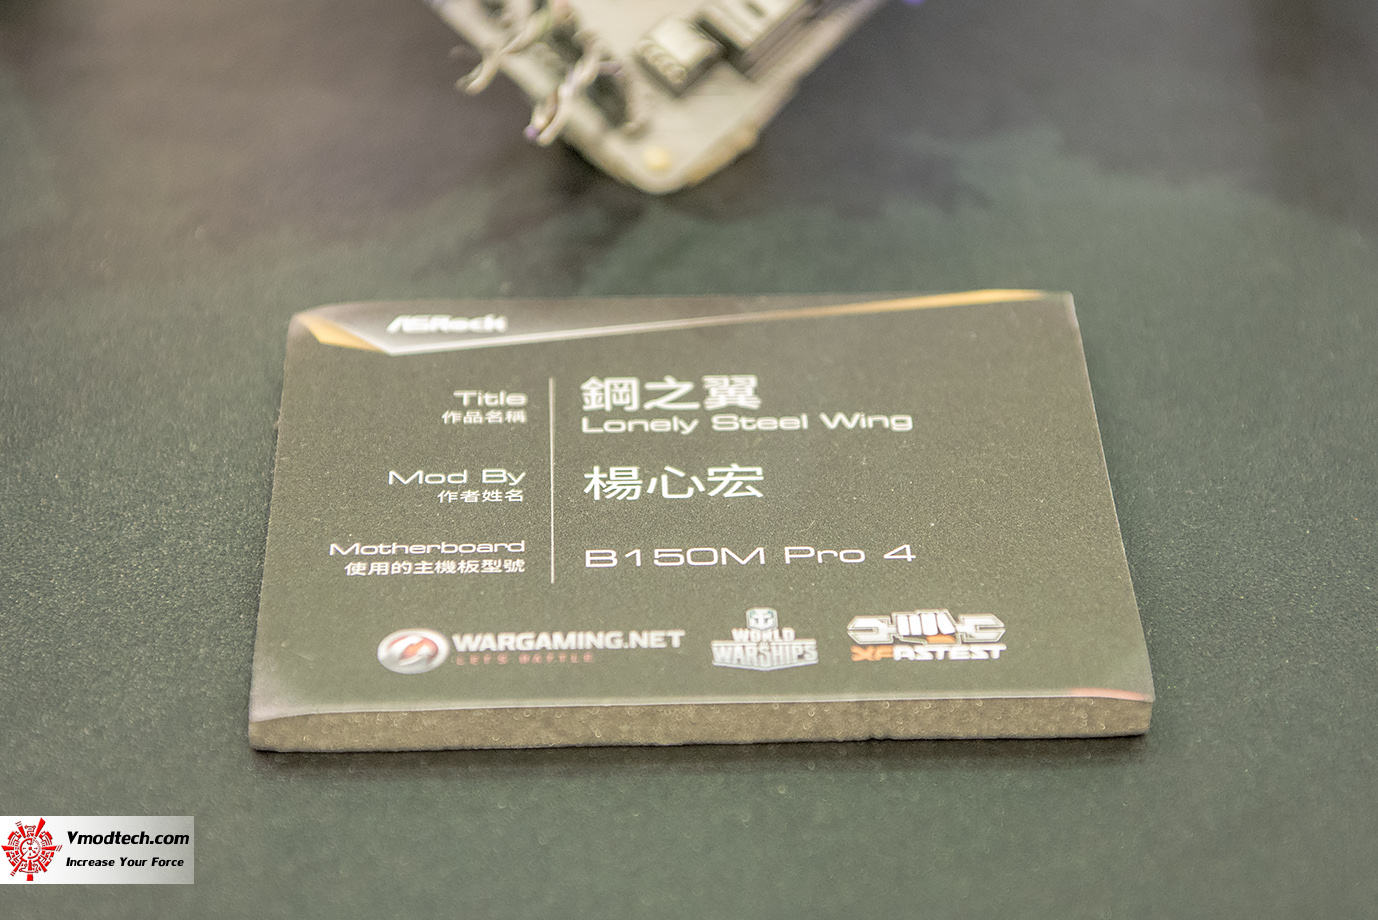 ASRock
Title
作品名稱
鋼之翼
Lonely Steel Wing
Mod By
作者姓名
楊心宏
Motherboard
使用的主機板型號
B150M Pro 4
WARGAMING.NET
LET'S BATTLE
WORLD
OF
WARSHIPS
XFASTEST
Vmodtech.com
Increase Your Force